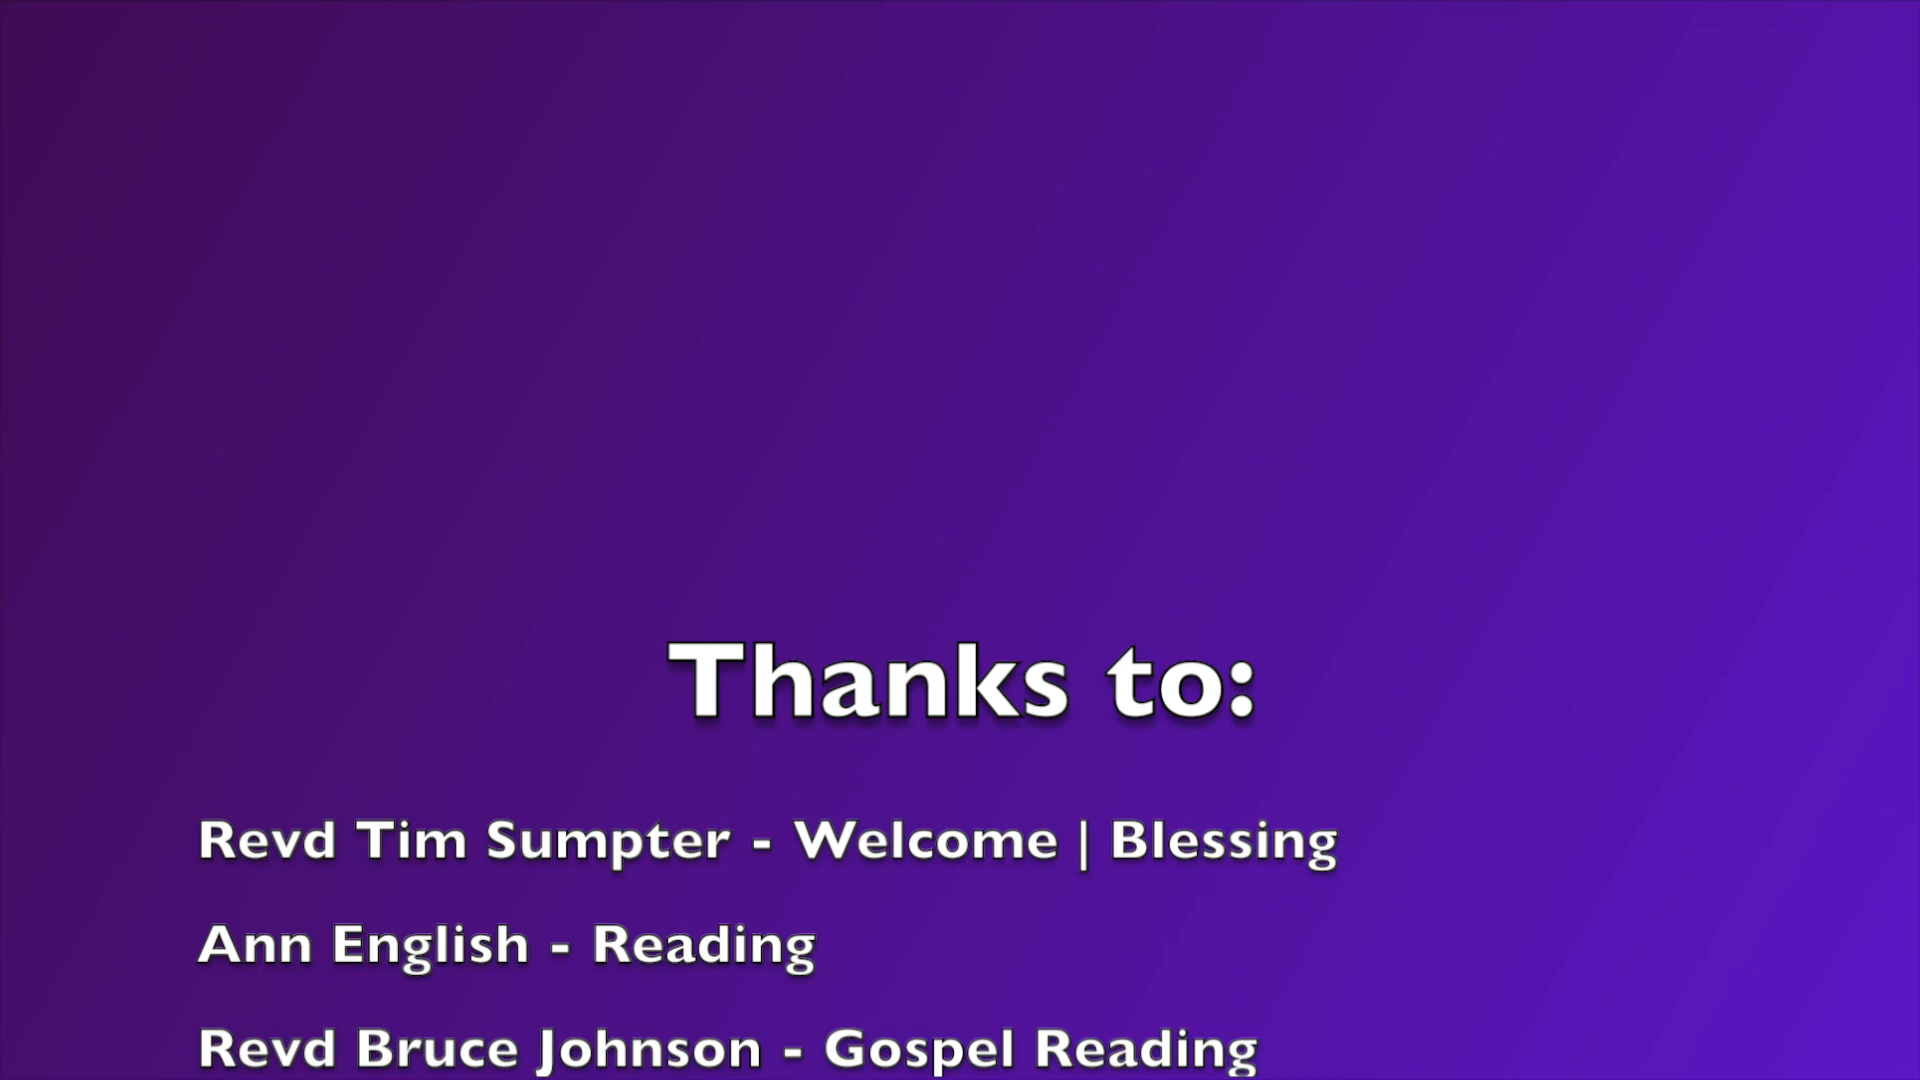 Thanks to:
Revd Tim Sumpter - Welcome | Blessing
Ann English - Reading
Revd Bruce Johnson - Gospel Reading